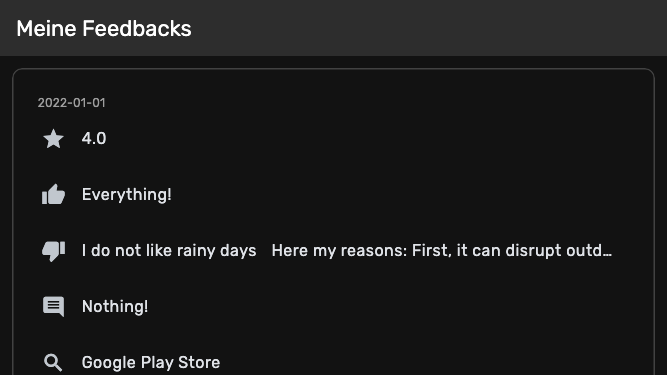 Meine Feedbacks
2022-01-01
4.0
Everything!
I do not like rainy days Here my reasons: First, it can disrupt outd…
Nothing!
Google Play Store